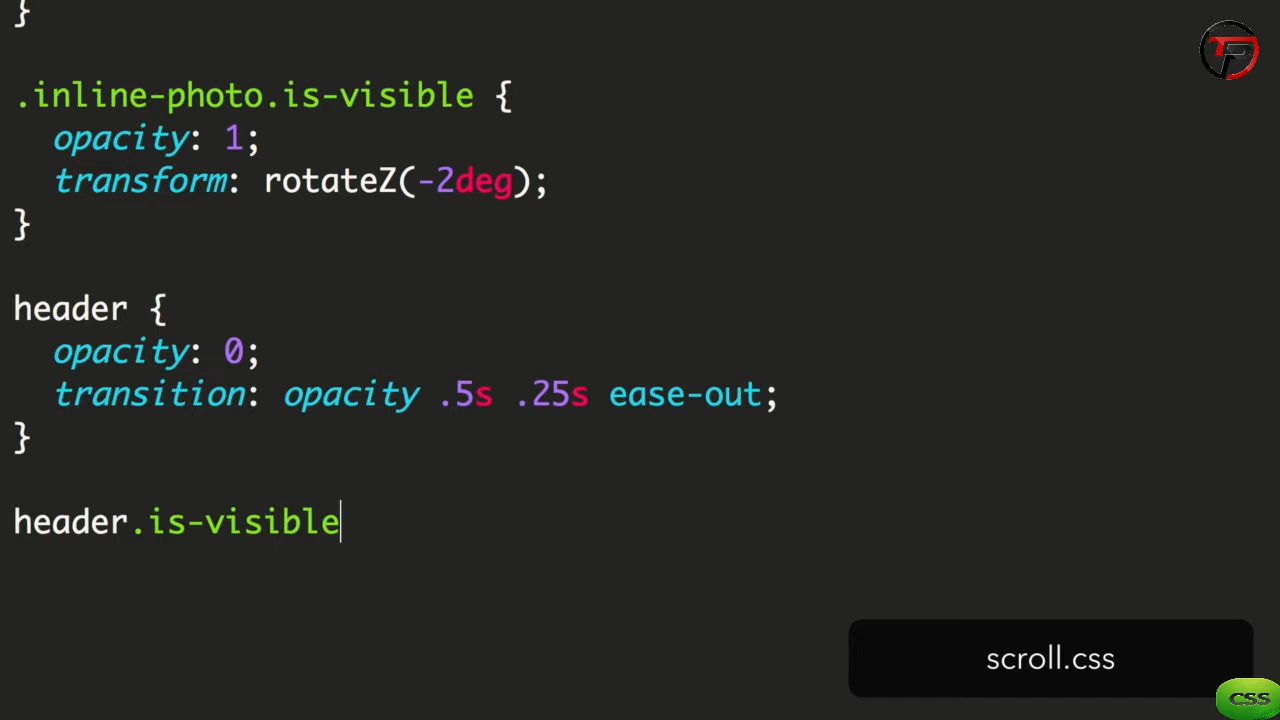 }
.inline-photo.is-visible {
  opacity: 1;
  transform: rotateZ(-2deg);
}
header {
  opacity: 0;
  transition: opacity .5s .25s ease-out;
}
header.is-visible
scroll.css
CSS